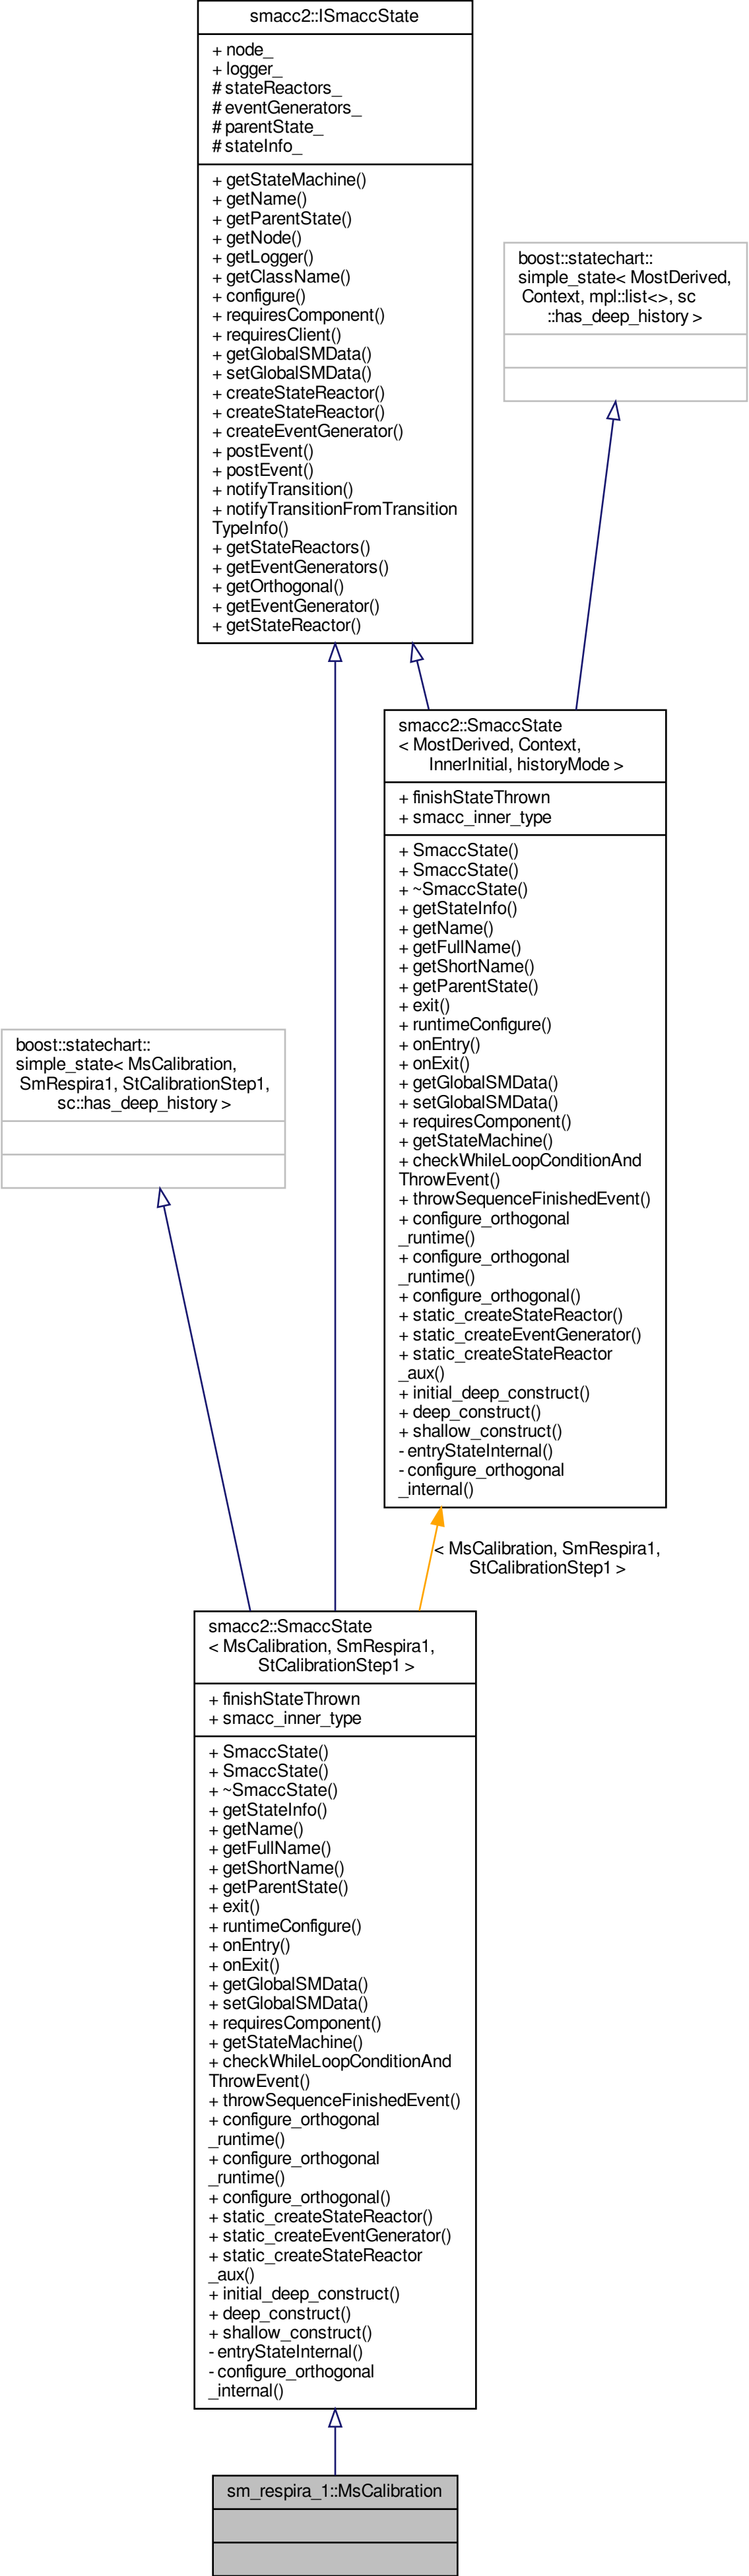 smacc2::ISmaccState
+ node_
+ logger_
# stateReactors_
# eventGenerators_
# parentState_
# stateInfo_
+ getStateMachine()
+ getName()
+ getParentState()
+ getNode()
+ getLogger()
+ getClassName()
+ configure()
+ requiresComponent()
+ requiresClient()
+ getGlobalSMData()
+ setGlobalSMData()
+ createStateReactor()
+ createStateReactor()
+ createEventGenerator()
+ postEvent()
+ postEvent()
+ notifyTransition()
+ notifyTransitionFromTransition
TypeInfo()
+ getStateReactors()
+ getEventGenerators()
+ getOrthogonal()
+ getEventGenerator()
+ getStateReactor()
boost::statechart::
simple_state< MostDerived,
Context, mpl::list<>, sc
::has_deep_history >
smacc2::SmaccState
< MostDerived, Context,
InnerInitial, historyMode >
+ finishStateThrown
+ smacc_inner_type
+ SmaccState()
+ SmaccState()
+ ~SmaccState()
+ getStateInfo()
+ getName()
+ getFullName()
+ getShortName()
+ getParentState()
+ exit()
+ runtimeConfigure()
+ onEntry()
+ onExit()
+ getGlobalSMData()
+ setGlobalSMData()
+ requiresComponent()
+ getStateMachine()
+ checkWhileLoopConditionAnd
ThrowEvent()
+ throwSequenceFinishedEvent()
+ configure_orthogonal
_runtime()
+ configure_orthogonal
_runtime()
+ configure_orthogonal()
+ static_createStateReactor()
+ static_createEventGenerator()
+ static_createStateReactor
_aux()
+ initial_deep_construct()
+ deep_construct()
+ shallow_construct()
- entryStateInternal()
- configure_orthogonal
_internal()
boost::statechart::
simple_state< MsCalibration,
SmRespira1, StCalibrationStep1,
sc::has_deep_history >
< MsCalibration, SmRespira1,
StCalibrationStep1 >
smacc2::SmaccState
< MsCalibration, SmRespira1,
StCalibrationStep1 >
+ finishStateThrown
+ smacc_inner_type
+ SmaccState()
+ SmaccState()
+ ~SmaccState()
+ getStateInfo()
+ getName()
+ getFullName()
+ getShortName()
+ getParentState()
+ exit()
+ runtimeConfigure()
+ onEntry()
+ onExit()
+ getGlobalSMData()
+ setGlobalSMData()
+ requiresComponent()
+ getStateMachine()
+ checkWhileLoopConditionAnd
ThrowEvent()
+ throwSequenceFinishedEvent()
+ configure_orthogonal
_runtime()
+ configure_orthogonal
_runtime()
+ configure_orthogonal()
+ static_createStateReactor()
+ static_createEventGenerator()
+ static_createStateReactor
_aux()
+ initial_deep_construct()
+ deep_construct()
+ shallow_construct()
- entryStateInternal()
- configure_orthogonal
_internal()
sm_respira_1::MsCalibration